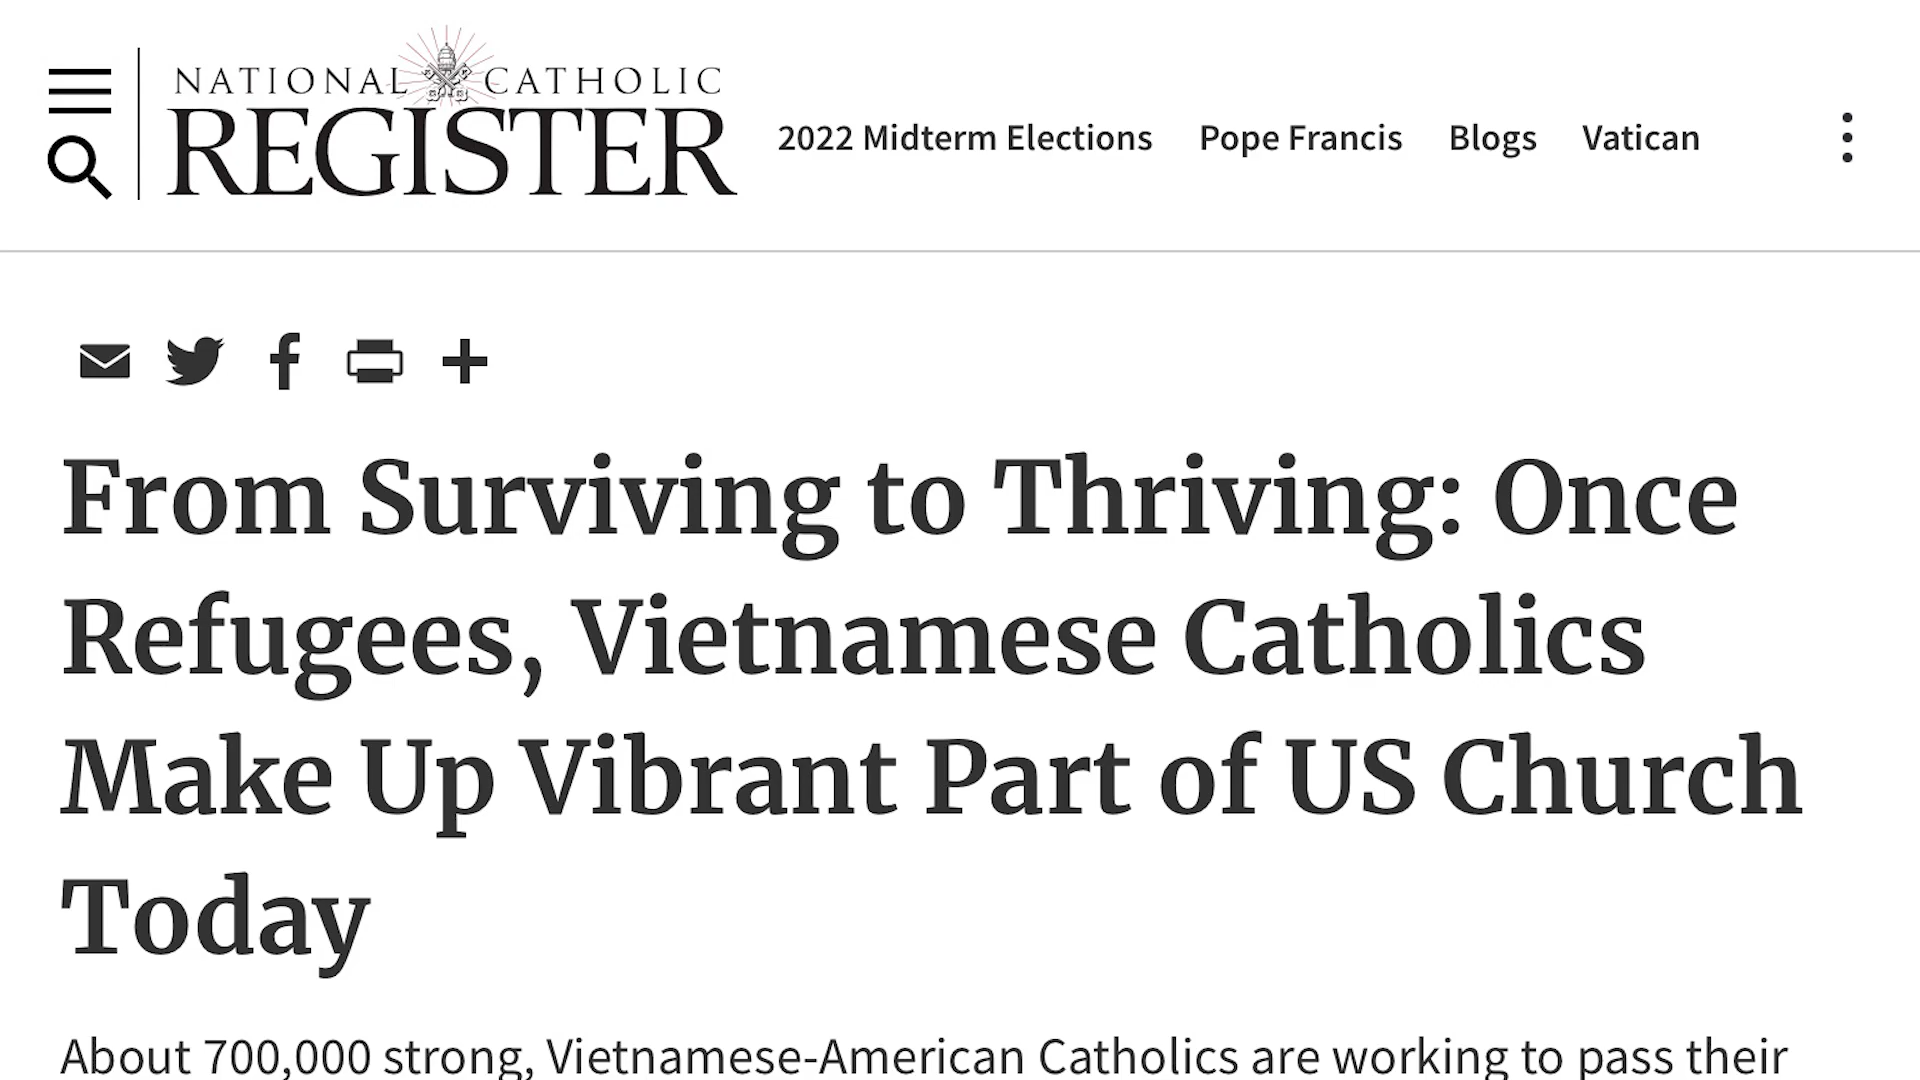 NATIONAL CATHOLIC
REGISTER
2022 Midterm Elections Pope Francis Blogs Vatican
From Surviving to Thriving: Once
Refugees, Vietnamese Catholics
Make Up Vibrant Part of US Church
Today
About 700,000 strong, Vietnamese-American Catholics are working to pass their